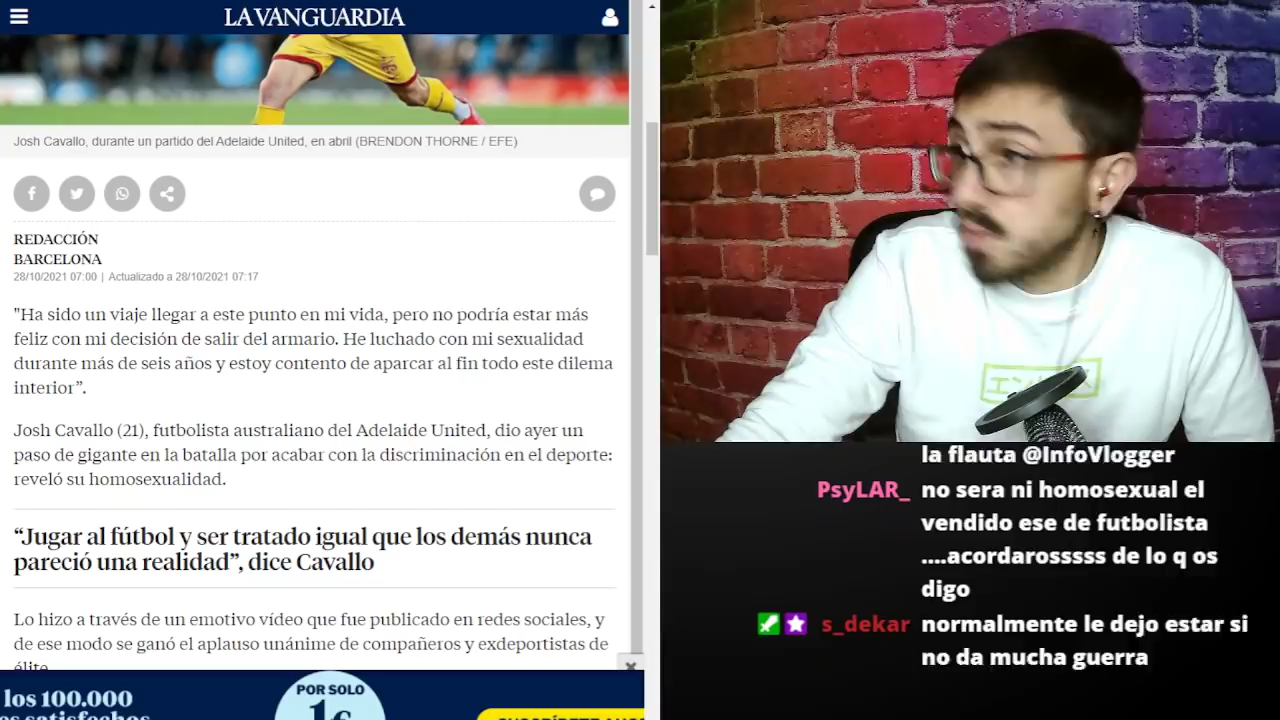 LA VANGUARDIA
Josh Cavallo, durante un partido del Adelaide United, en abril (BRENDON THORNE / EFE)
REDACCIÓN
BARCELONA
28/10/2021 07:00 | Actualizado a 28/10/2021 07:17
"Ha sido un viaje llegar a este punto en mi vida, pero no podría estar más
feliz con mi decisión de salir del armario. He luchado con mi sexualidad
durante más de seis años y estoy contento de aparcar al fin todo este dilema
interior”.
Josh Cavallo (21), futbolista australiano del Adelaide United, dio ayer un
paso de gigante en la batalla por acabar con la discriminación en el deporte:
reveló su homosexualidad.
“Jugar al fútbol y ser tratado igual que los demás nunca
pareció una realidad”, dice Cavallo
Lo hizo a través de un emotivo vídeo que fue publicado en redes sociales, y
de ese modo se ganó el aplauso unánime de compañeros y exdeportistas de
élite
los 100.000
POR SOLO
1€
la flauta @InfoVlogger
PsyLAR_ no sera ni homosexual el
vendido ese de futbolista
....acordarosssss de lo q os
digo
s_dekar normalmente le dejo estar si
no da mucha guerra